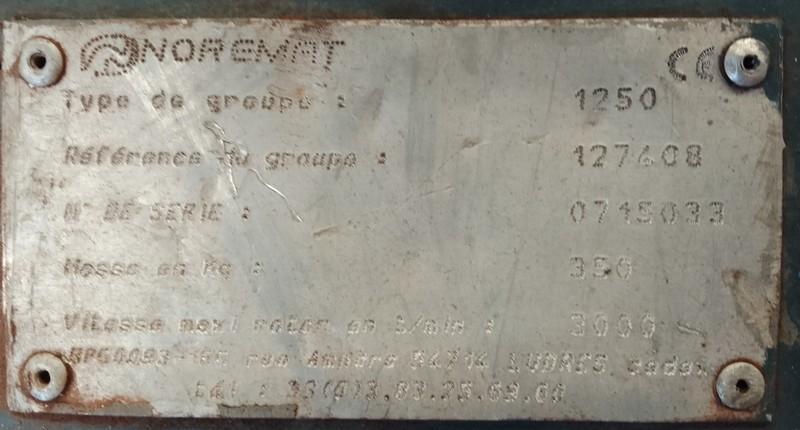 NOREMAT CE
Type de groupe : 1250
Référence du groupe : 127408
N° DE SERIE : 0715033
Masse en Kg : 350
Vitesse maxi rotor en t/min : 3000
BP60093-166 rue Ampère 54714 LUDRES cedex
tél : 33(0)3.83.25.69.60